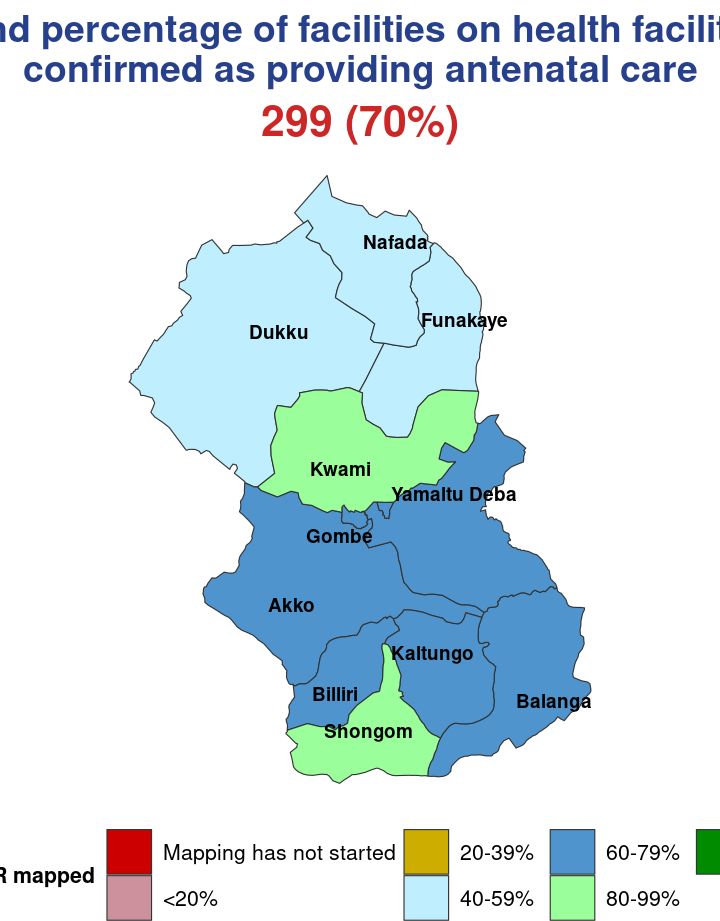 percentage of facilities on health
confirmed as providing antenatal care
299 (70%)
Nafada
Funakaye
Dukku
Kwami
Yamaltu Deba
Gombe
Akko
Kaltungo
Billiri
Balanga
Shongom
mapped
Mapping has not started
20-39%
60-79%
<20%
40-59%
80-99%